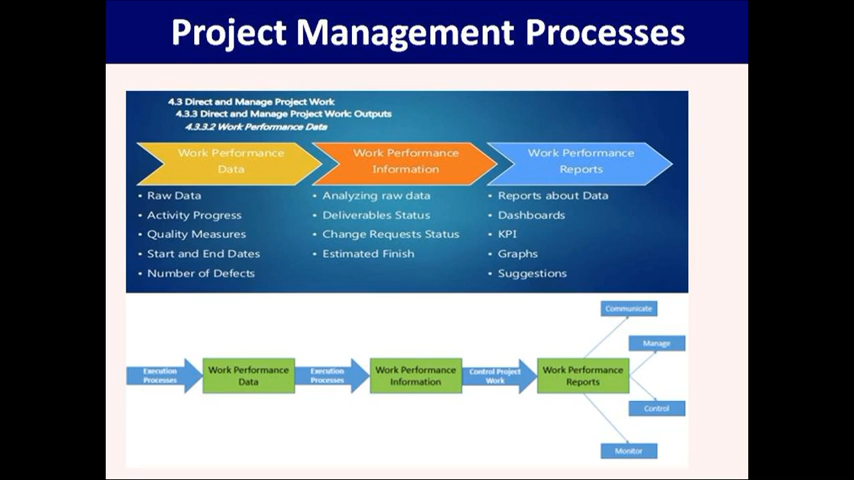 Project Management Processes
4.3 Direct and Manage Project Work
4.3.3 Direct and Manage Project Work: Outputs
4.3.3.2 Work Performance Data
Work Performance
Data
• Raw Data
• Activity Progress
• Quality Measures
• Start and End Dates
• Number of Defects
Work Performance
Information
• Analyzing raw data
• Deliverables Status
• Change Requests Status
• Estimated Finish
Work Performance
Reports
• Reports about Data
• Dashboards
• KPI
• Graphs
• Suggestions
Execution
Processes
Work Performance
Data
Execution
Processes
Work Performance
Information
Control Project
Work
Work Performance
Reports
Communicate
Manage
Control
Monitor